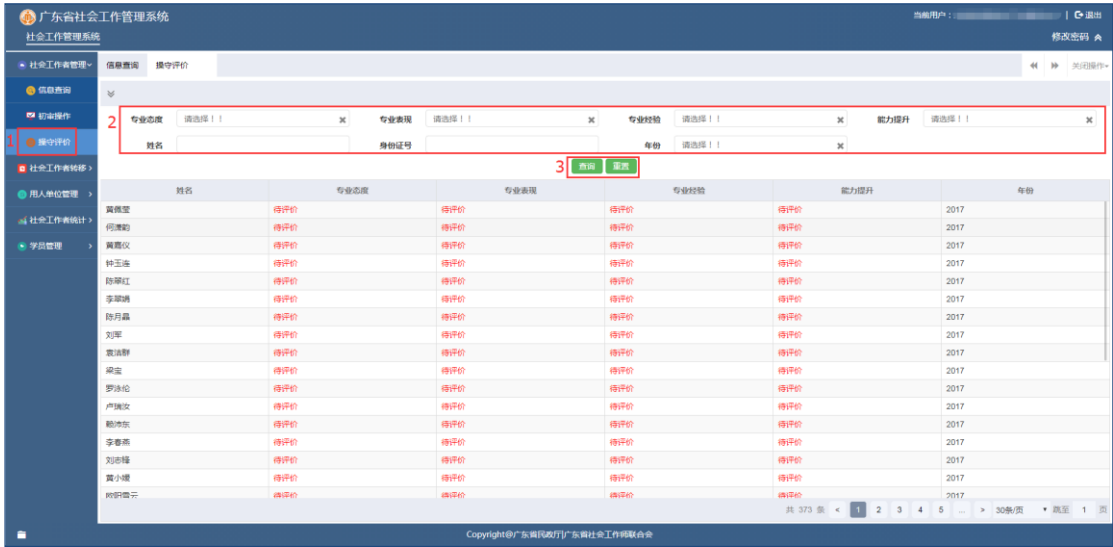 广东省社会工作管理系统
当前用户：
退出
社会工作管理系统
修改密码
社会工作者管理
信息查询 操守评价
关闭操作
信息查询
初审操作
1 操守评价
社会工作者转移
用人单位管理
社会工作者统计
学员管理
2 专业态度 请选择！！ 专业表现 请选择！！ 专业经验 请选择！！ 能力提升 请选择！！
姓名 身份证号 年份 请选择！！
3 查询 重置
姓名 专业态度 专业表现 专业经验 能力提升 年份
黄薇莹 待评价 待评价 待评价 待评价 2017
何潇韵 待评价 待评价 待评价 待评价 2017
黄嘉仪 待评价 待评价 待评价 待评价 2017
钟玉连 待评价 待评价 待评价 待评价 2017
陈翠红 待评价 待评价 待评价 待评价 2017
李翠娟 待评价 待评价 待评价 待评价 2017
陈月晶 待评价 待评价 待评价 待评价 2017
刘军 待评价 待评价 待评价 待评价 2017
袁洁群 待评价 待评价 待评价 待评价 2017
梁宝 待评价 待评价 待评价 待评价 2017
罗泳伦 待评价 待评价 待评价 待评价 2017
卢瑞汝 待评价 待评价 待评价 待评价 2017
赖沛东 待评价 待评价 待评价 待评价 2017
李春燕 待评价 待评价 待评价 待评价 2017
刘志锋 待评价 待评价 待评价 待评价 2017
黄小媛 待评价 待评价 待评价 待评价 2017
欧阳雪云 待评价 待评价 待评价 待评价 2017
共 373 条 < 1 2 3 4 5 ... > 30条/页 跳至 1 页
Copyright@广东省民政厅|广东省社会工作师联合会